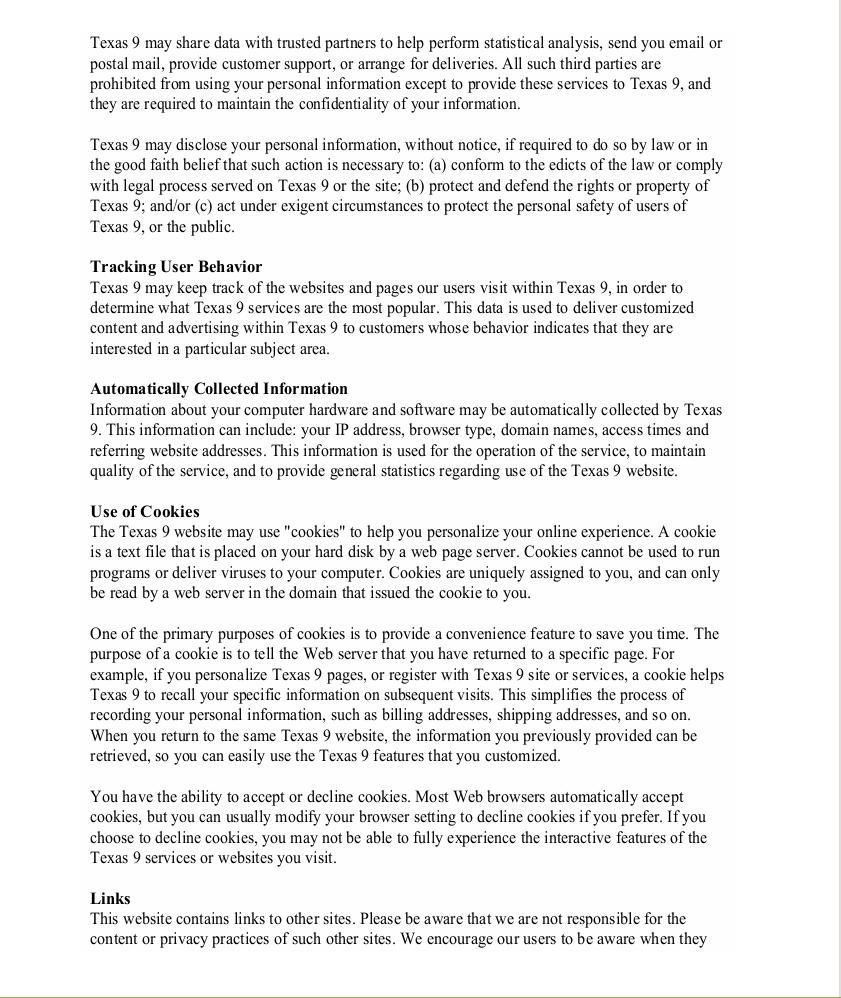 Texas 9 may share data with trusted partners to help perform statistical analysis, send you email or
postal mail, provide customer support, or arrange for deliveries. All such third parties are
prohibited from using your personal information except to provide these services to Texas 9, and
they are required to maintain the confidentiality of your information.
Texas 9 may disclose your personal information, without notice, if required to do so by law or in
the good faith belief that such action is necessary to: (a) conform to the edicts of the law or comply
with legal process served on Texas 9 or the site; (b) protect and defend the rights or property of
Texas 9; and/or (c) act under exigent circumstances to protect the personal safety of users of
Texas 9, or the public.
Tracking User Behavior
Texas 9 may keep track of the websites and pages our users visit within Texas 9, in order to
determine what Texas 9 services are the most popular. This data is used to deliver customized
content and advertising within Texas 9 to customers whose behavior indicates that they are
interested in a particular subject area.
Automatically Collected Information
Information about your computer hardware and software may be automatically collected by Texas
9. This information can include: your IP address, browser type, domain names, access times and
referring website addresses. This information is used for the operation of the service, to maintain
quality of the service, and to provide general statistics regarding use of the Texas 9 website.
Use of Cookies
The Texas 9 website may use "cookies" to help you personalize your online experience. A cookie
is a text file that is placed on your hard disk by a web page server. Cookies cannot be used to run
programs or deliver viruses to your computer. Cookies are uniquely assigned to you, and can only
be read by a web server in the domain that issued the cookie to you.
One of the primary purposes of cookies is to provide a convenience feature to save you time. The
purpose of a cookie is to tell the Web server that you have returned to a specific page. For
example, if you personalize Texas 9 pages, or register with Texas 9 site or services, a cookie helps
Texas 9 to recall your specific information on subsequent visits. This simplifies the process of
recording your personal information, such as billing addresses, shipping addresses, and so on.
When you return to the same Texas 9 website, the information you previously provided can be
retrieved, so you can easily use the Texas 9 features that you customized.
You have the ability to accept or decline cookies. Most Web browsers automatically accept
cookies, but you can usually modify your browser setting to decline cookies if you prefer. If you
choose to decline cookies, you may not be able to fully experience the interactive features of the
Texas 9 services or websites you visit.
Links
This website contains links to other sites. Please be aware that we are not responsible for the
content or privacy practices of such other sites. We encourage our users to be aware when they